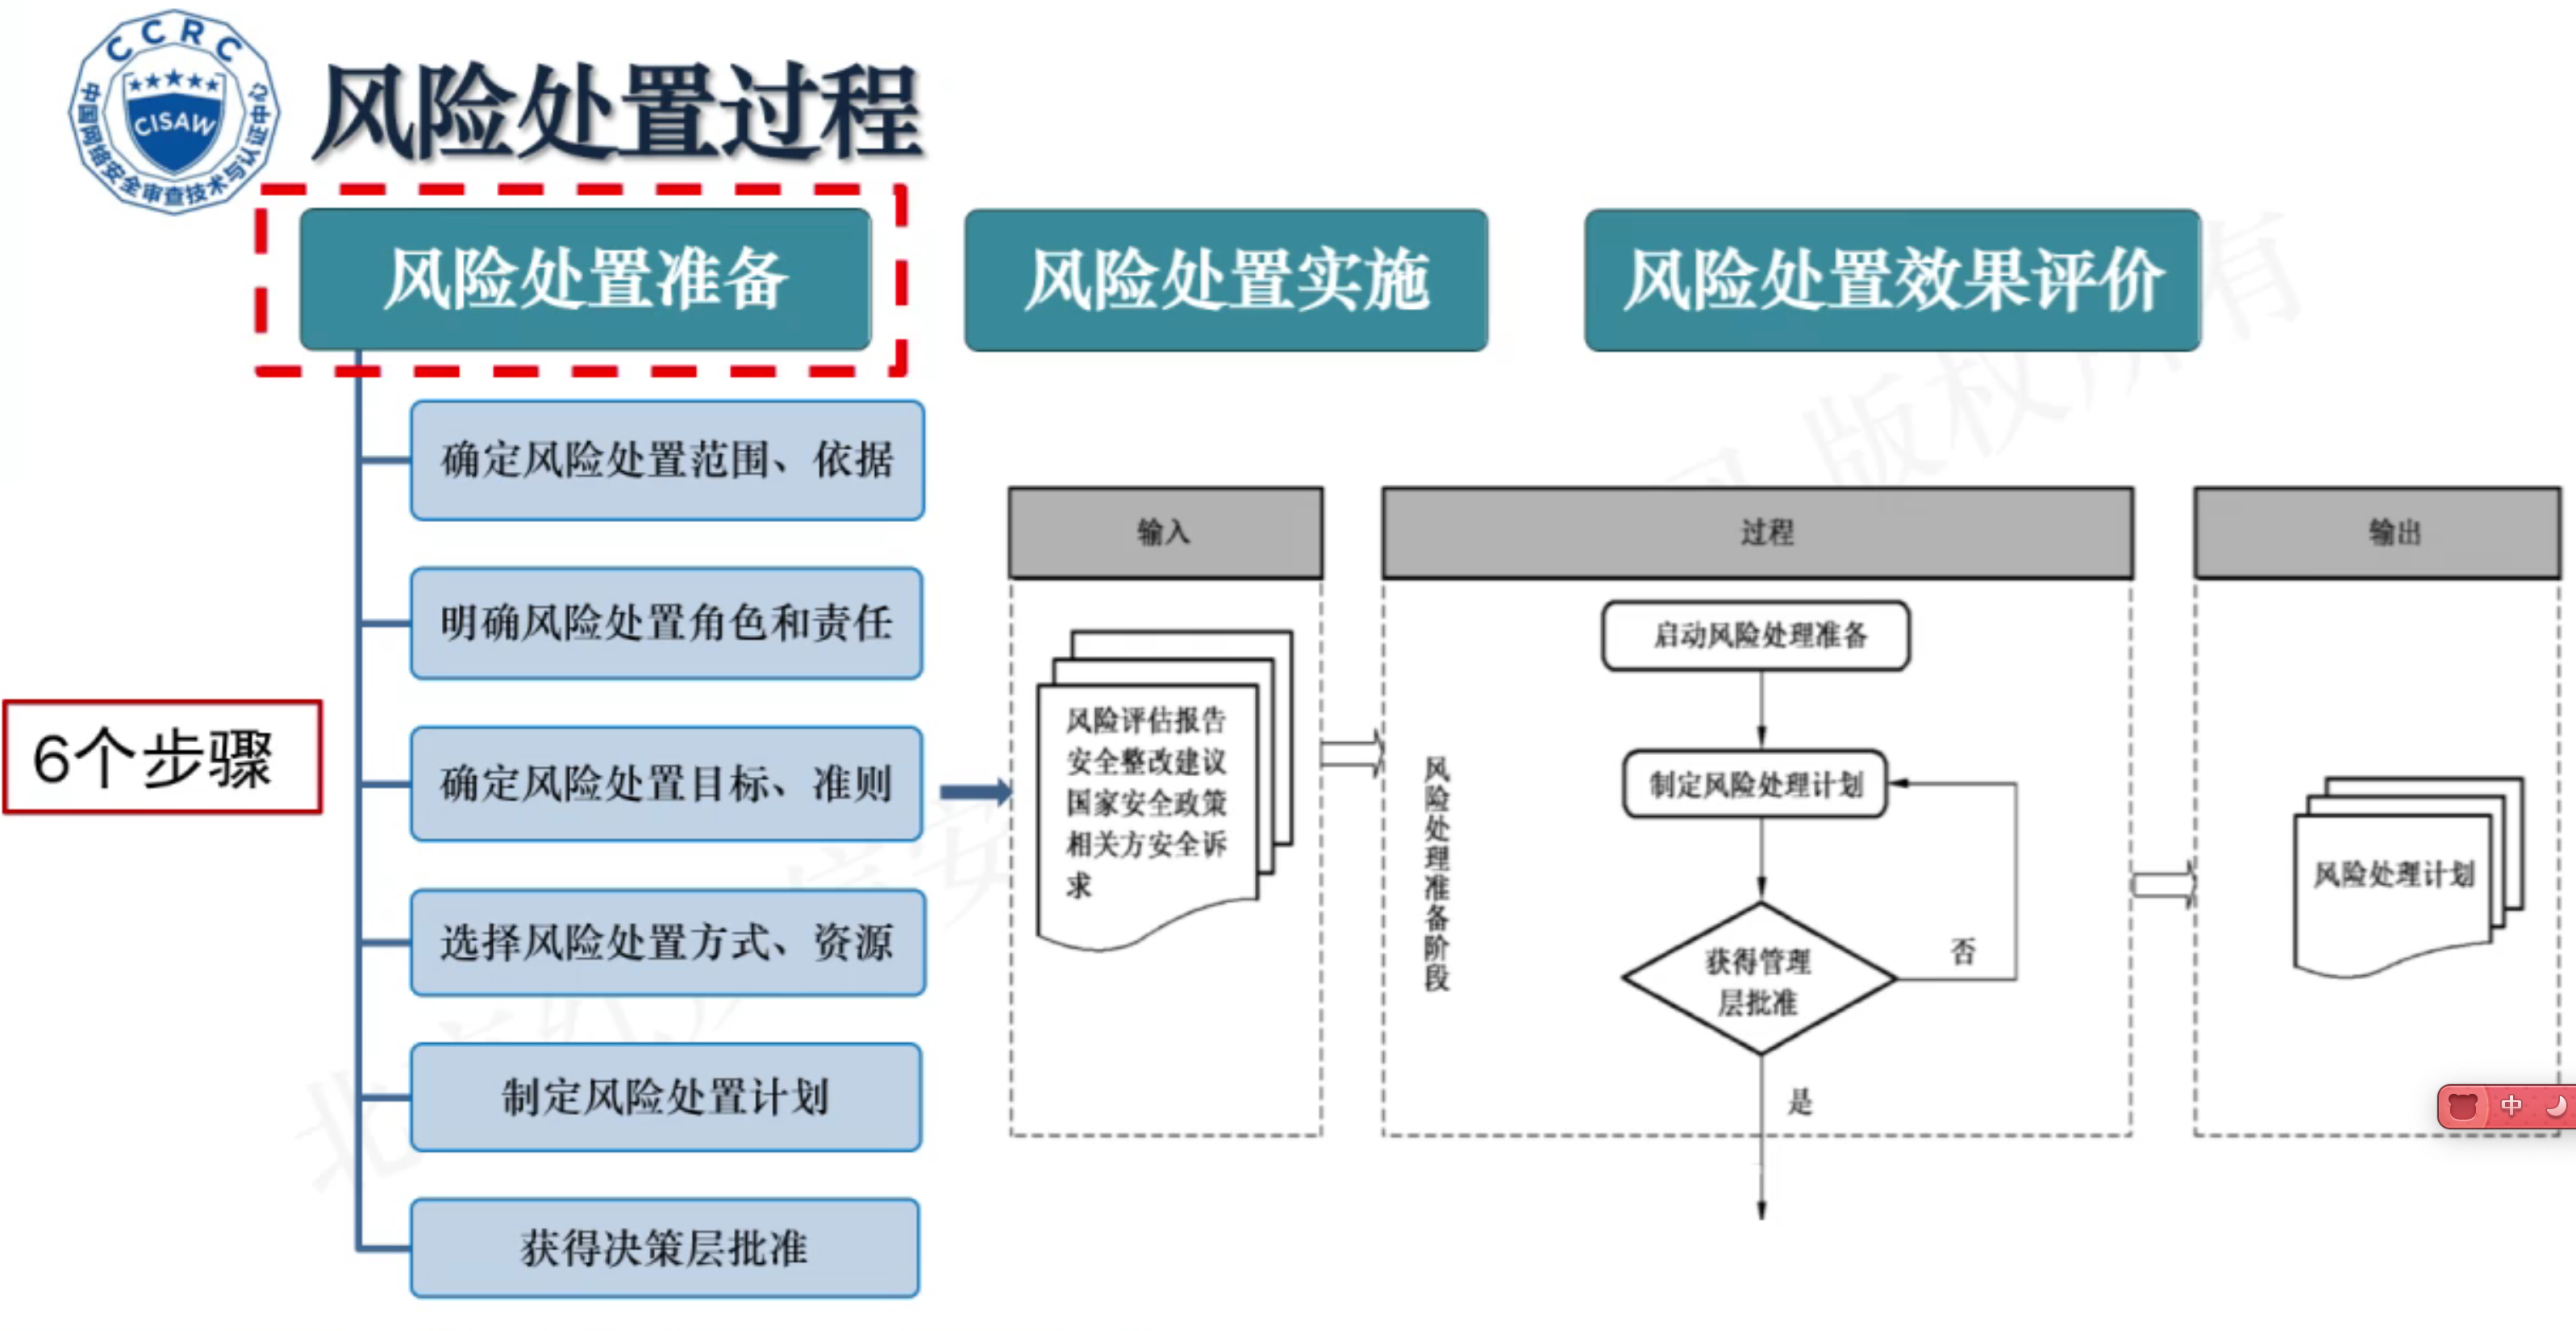 CCRC
CISAW
中国网络安全审查技术与认证中心
风险处置过程
风险处置准备
风险处置实施
风险处置效果评价
确定风险处置范围、依据
明确风险处置角色和责任
确定风险处置目标、准则
选择风险处置方式、资源
制定风险处置计划
获得决策层批准
6个步骤
输入
过程
输出
风险评估报告
安全整改建议
国家安全政策
相关方安全诉
求
风险处理准备阶段
启动风险处理准备
制定风险处理计划
获得管理
层批准
否
是
风险处理计划
中
版权所有